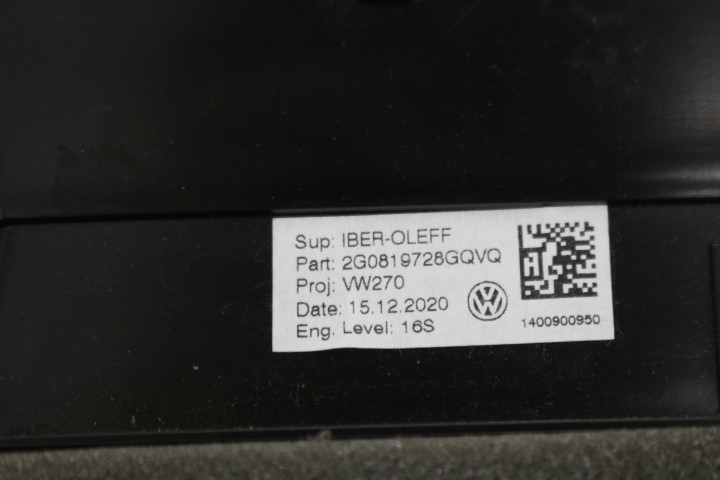 Sup: IBER-OLEFF
Part: 2G0819728GQVQ
Proj: VW270
Date: 15.12.2020
Eng. Level: 16S
1400900950